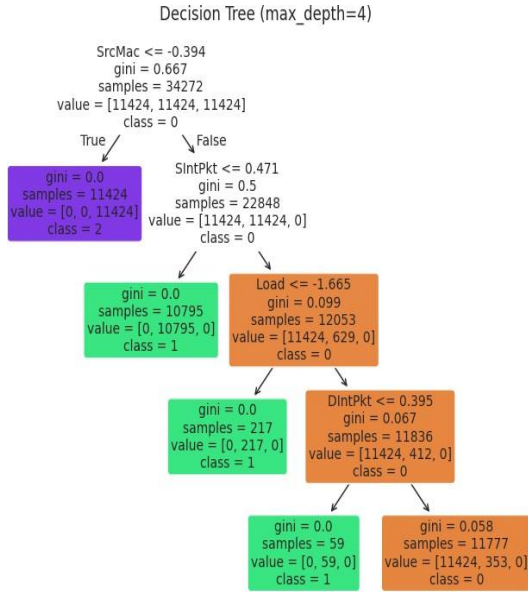 Decision Tree (max_depth=4)
SrcMac <= -0.394
gini = 0.667
samples = 34272
value = [11424, 11424, 11424]
class = 0
True
False
gini = 0.0
samples = 11424
value = [0, 0, 11424]
class = 2
SIntPkt <= 0.471
gini = 0.5
samples = 22848
value = [11424, 11424, 0]
class = 0
gini = 0.0
samples = 10795
value = [0, 10795, 0]
class = 1
Load <= -1.665
gini = 0.099
samples = 12053
value = [11424, 629, 0]
class = 0
gini = 0.0
samples = 217
value = [0, 217, 0]
class = 1
DIntPkt <= 0.395
gini = 0.067
samples = 11836
value = [11424, 412, 0]
class = 0
gini = 0.0
samples = 59
value = [0, 59, 0]
class = 1
gini = 0.058
samples = 11777
value = [11424, 353, 0]
class = 0